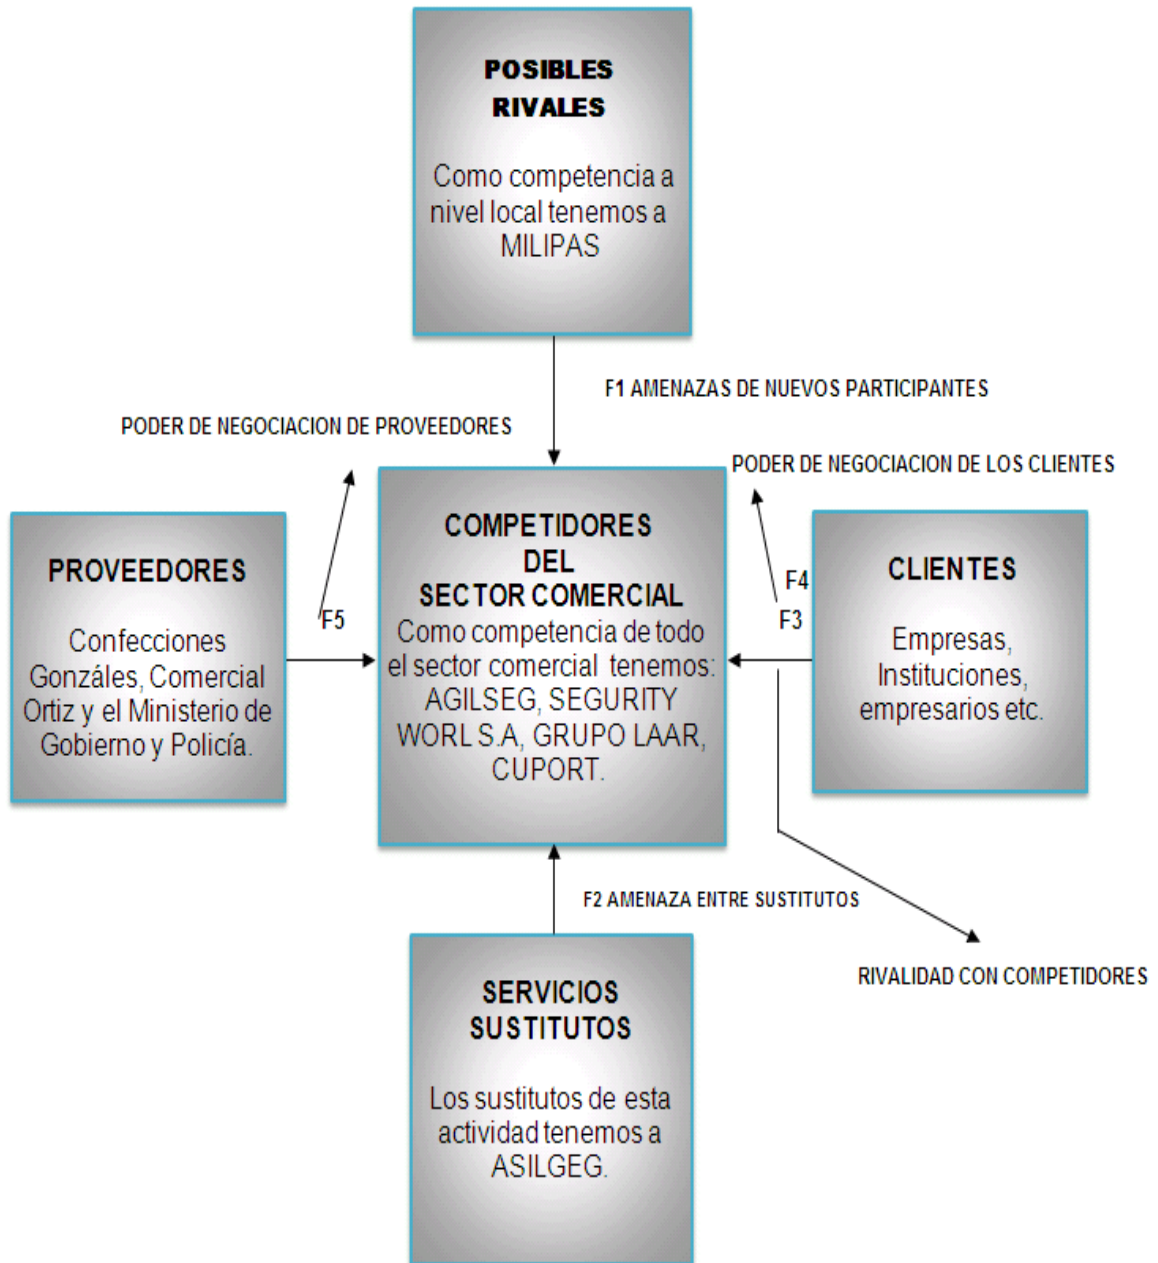 POSIBLES
RIVALES
Como competencia a
nivel local tenemos a
MILIPAS
F1 AMENAZAS DE NUEVOS PARTICIPANTES
PODER DE NEGOCIACION DE PROVEEDORES
PODER DE NEGOCIACION DE LOS CLIENTES
PROVEEDORES
Confecciones
Gonzáles, Comercial
Ortiz y el Ministerio de
Gobierno y Policía.
F5
COMPETIDORES
DEL
SECTOR COMERCIAL
Como competencia de todo
el sector comercial tenemos:
AGILSEG, SEGURITY
WORL S.A, GRUPO LAAR,
CUPORT.
F4
F3
CLIENTES
Empresas,
Instituciones,
empresarios etc.
F2 AMENAZA ENTRE SUSTITUTOS
RIVALIDAD CON COMPETIDORES
SERVICIOS
SUSTITUTOS
Los sustitutos de esta
actividad tenemos a
ASILGEG.